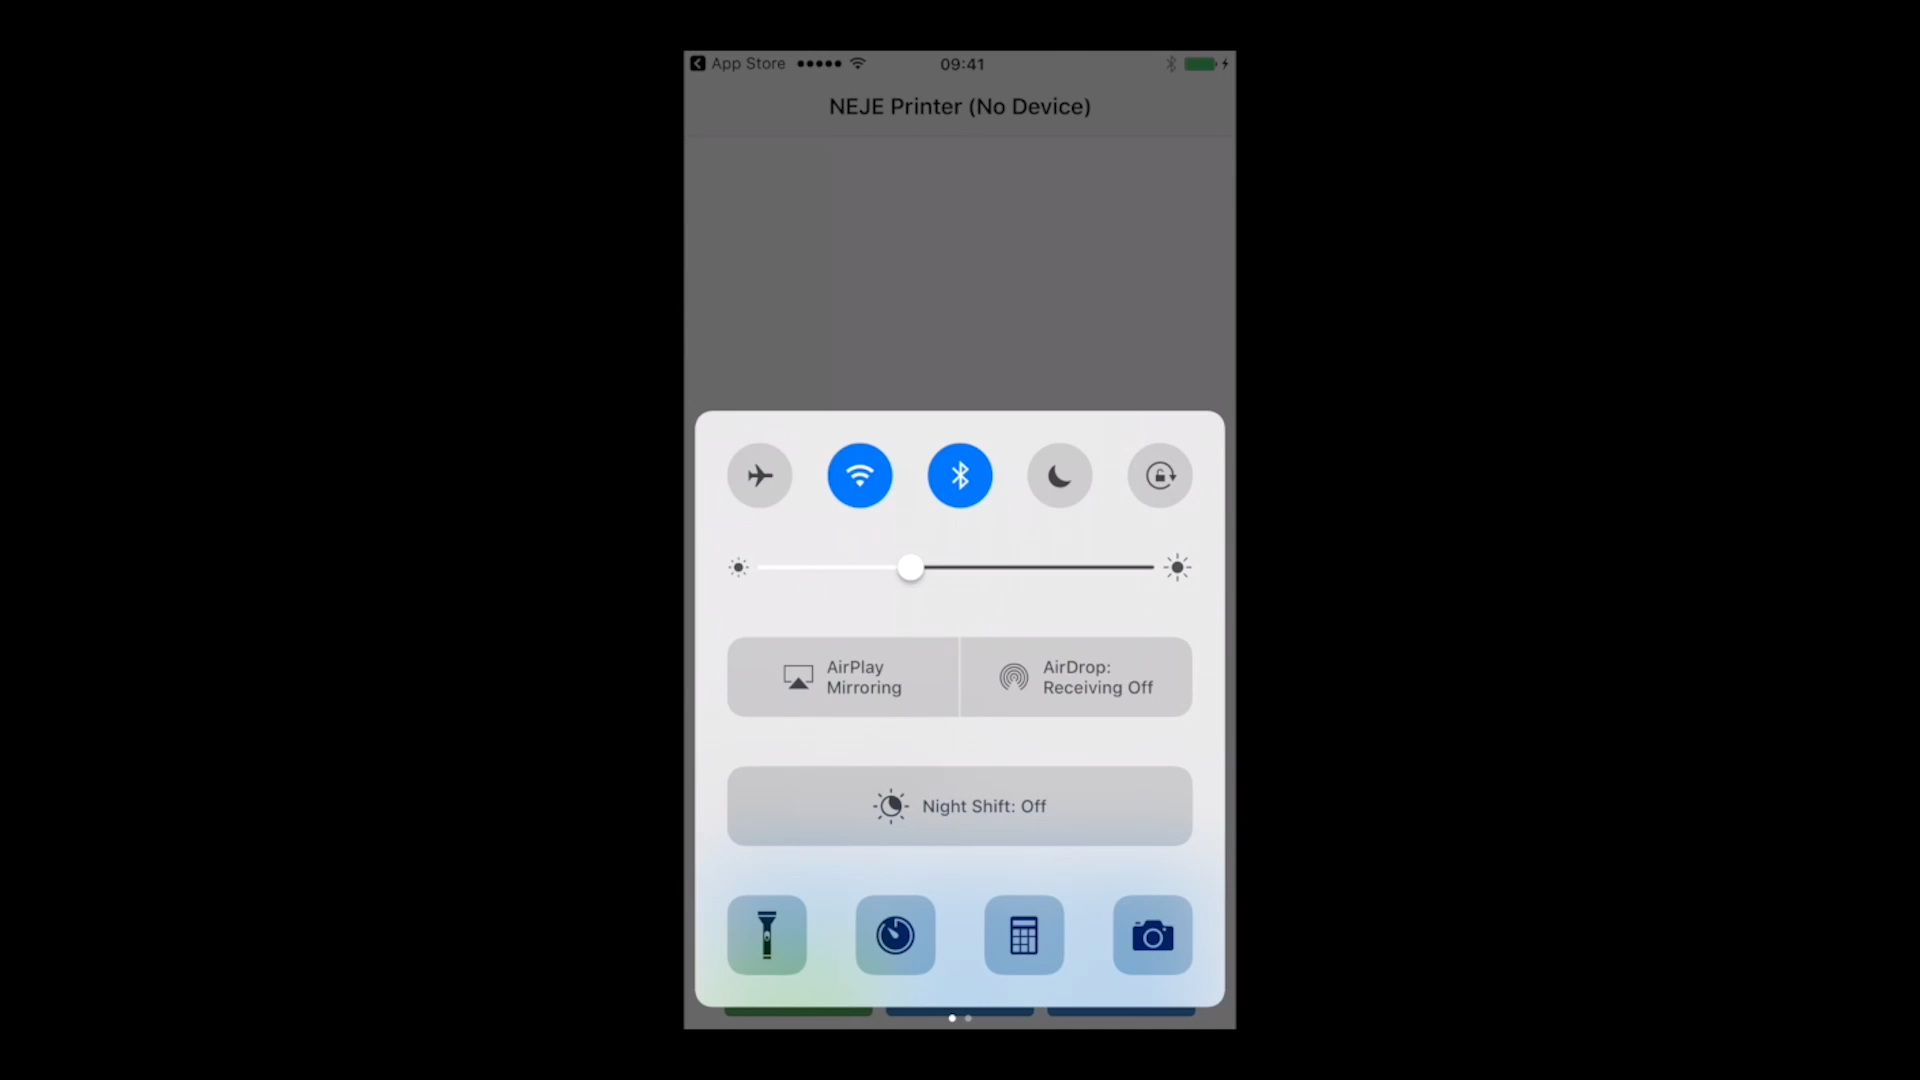 App Store
09:41
NEJE Printer (No Device)
AirPlay
Mirroring
AirDrop:
Receiving Off
Night Shift: Off